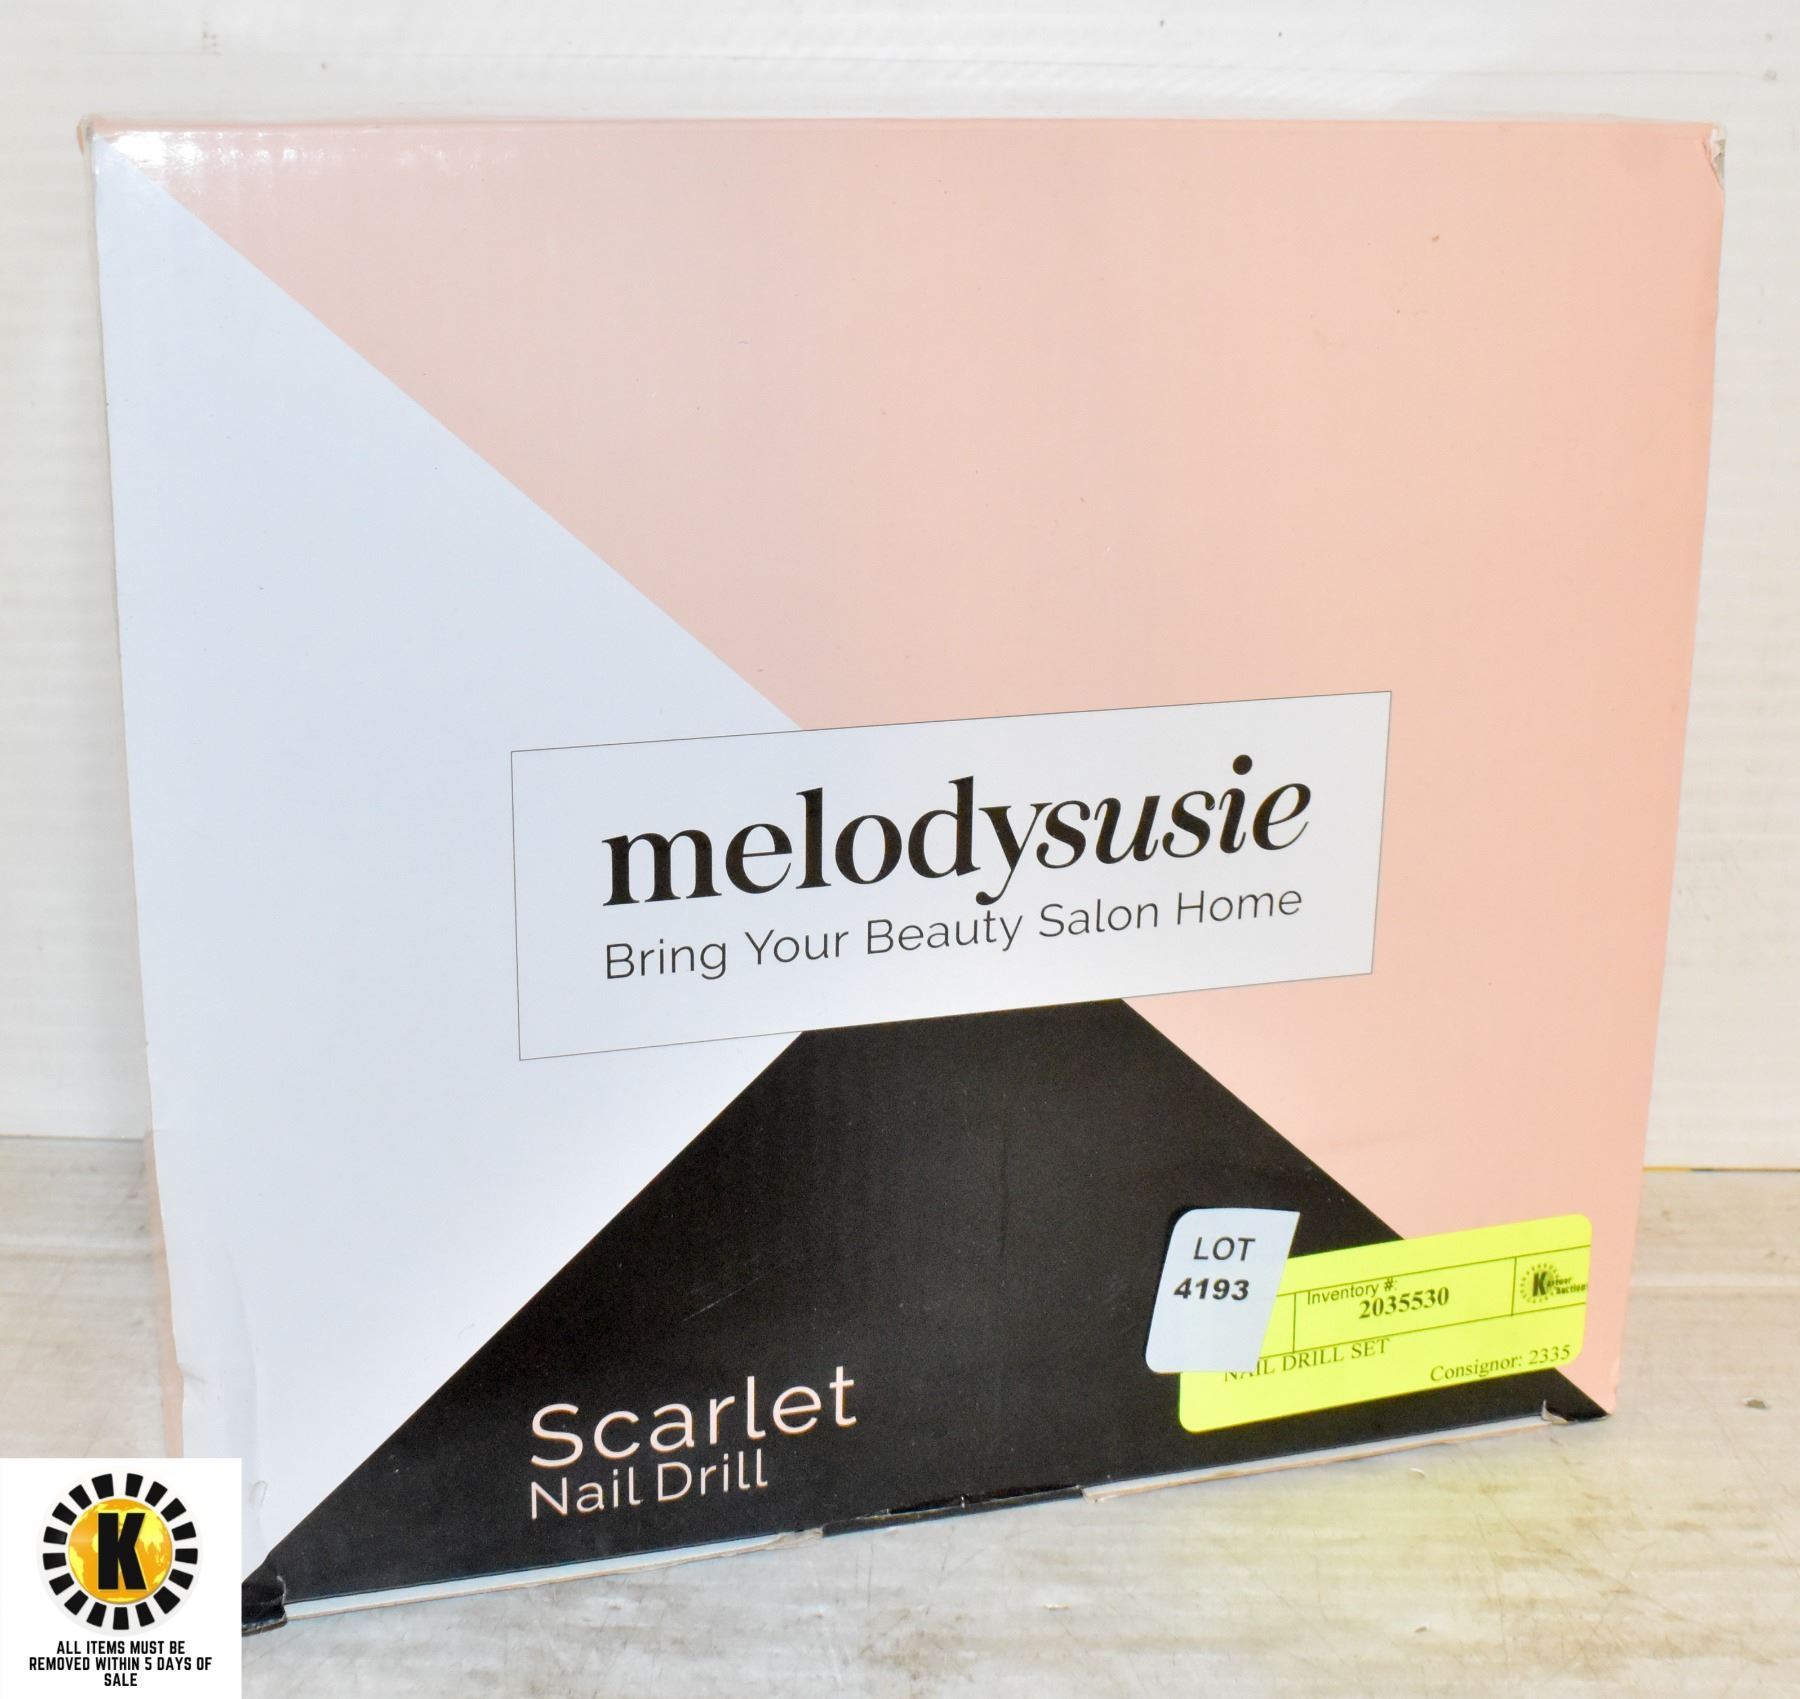 melodysusie
Bring Your Beauty Salon Home
Scarlet
Nail Drill
LOT
4193
Inventory #:
2035530
K
NAIL DRILL SET
Consignor: 2335
K
ALL ITEMS MUST BE
REMOVED WITHIN 5 DAYS OF
SALE